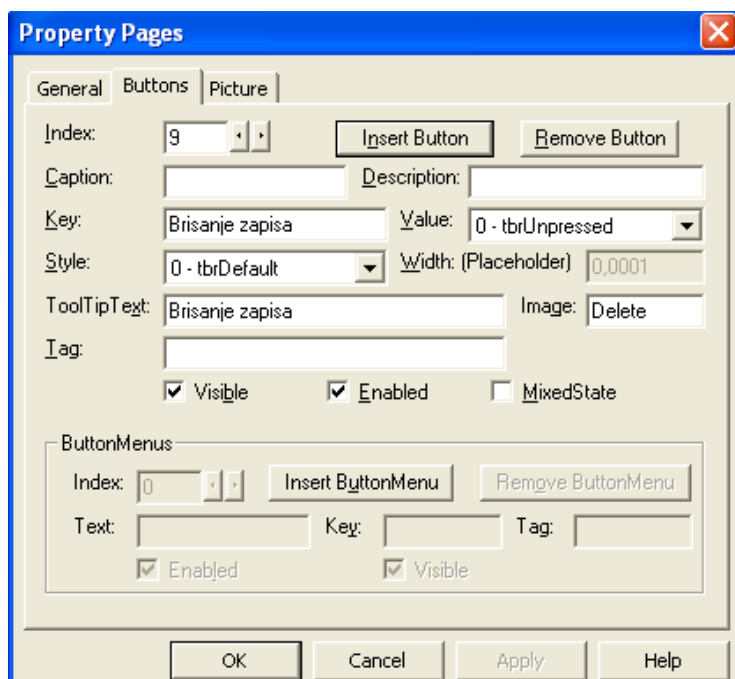 Property Pages
General Buttons Picture
Index: 9 Insert Button Remove Button
Caption: Description:
Key: Brisanje zapisa Value: 0 - tbrUnpressed
Style: 0 - tbrDefault Width: (Placeholder) 0,0001
ToolTipText: Brisanje zapisa Image: Delete
Tag:
Visible Enabled MixedState
ButtonMenus
Index: 0 Insert ButtonMenu Remove ButtonMenu
Text: Key: Tag:
Enabled Visible
OK Cancel Apply Help